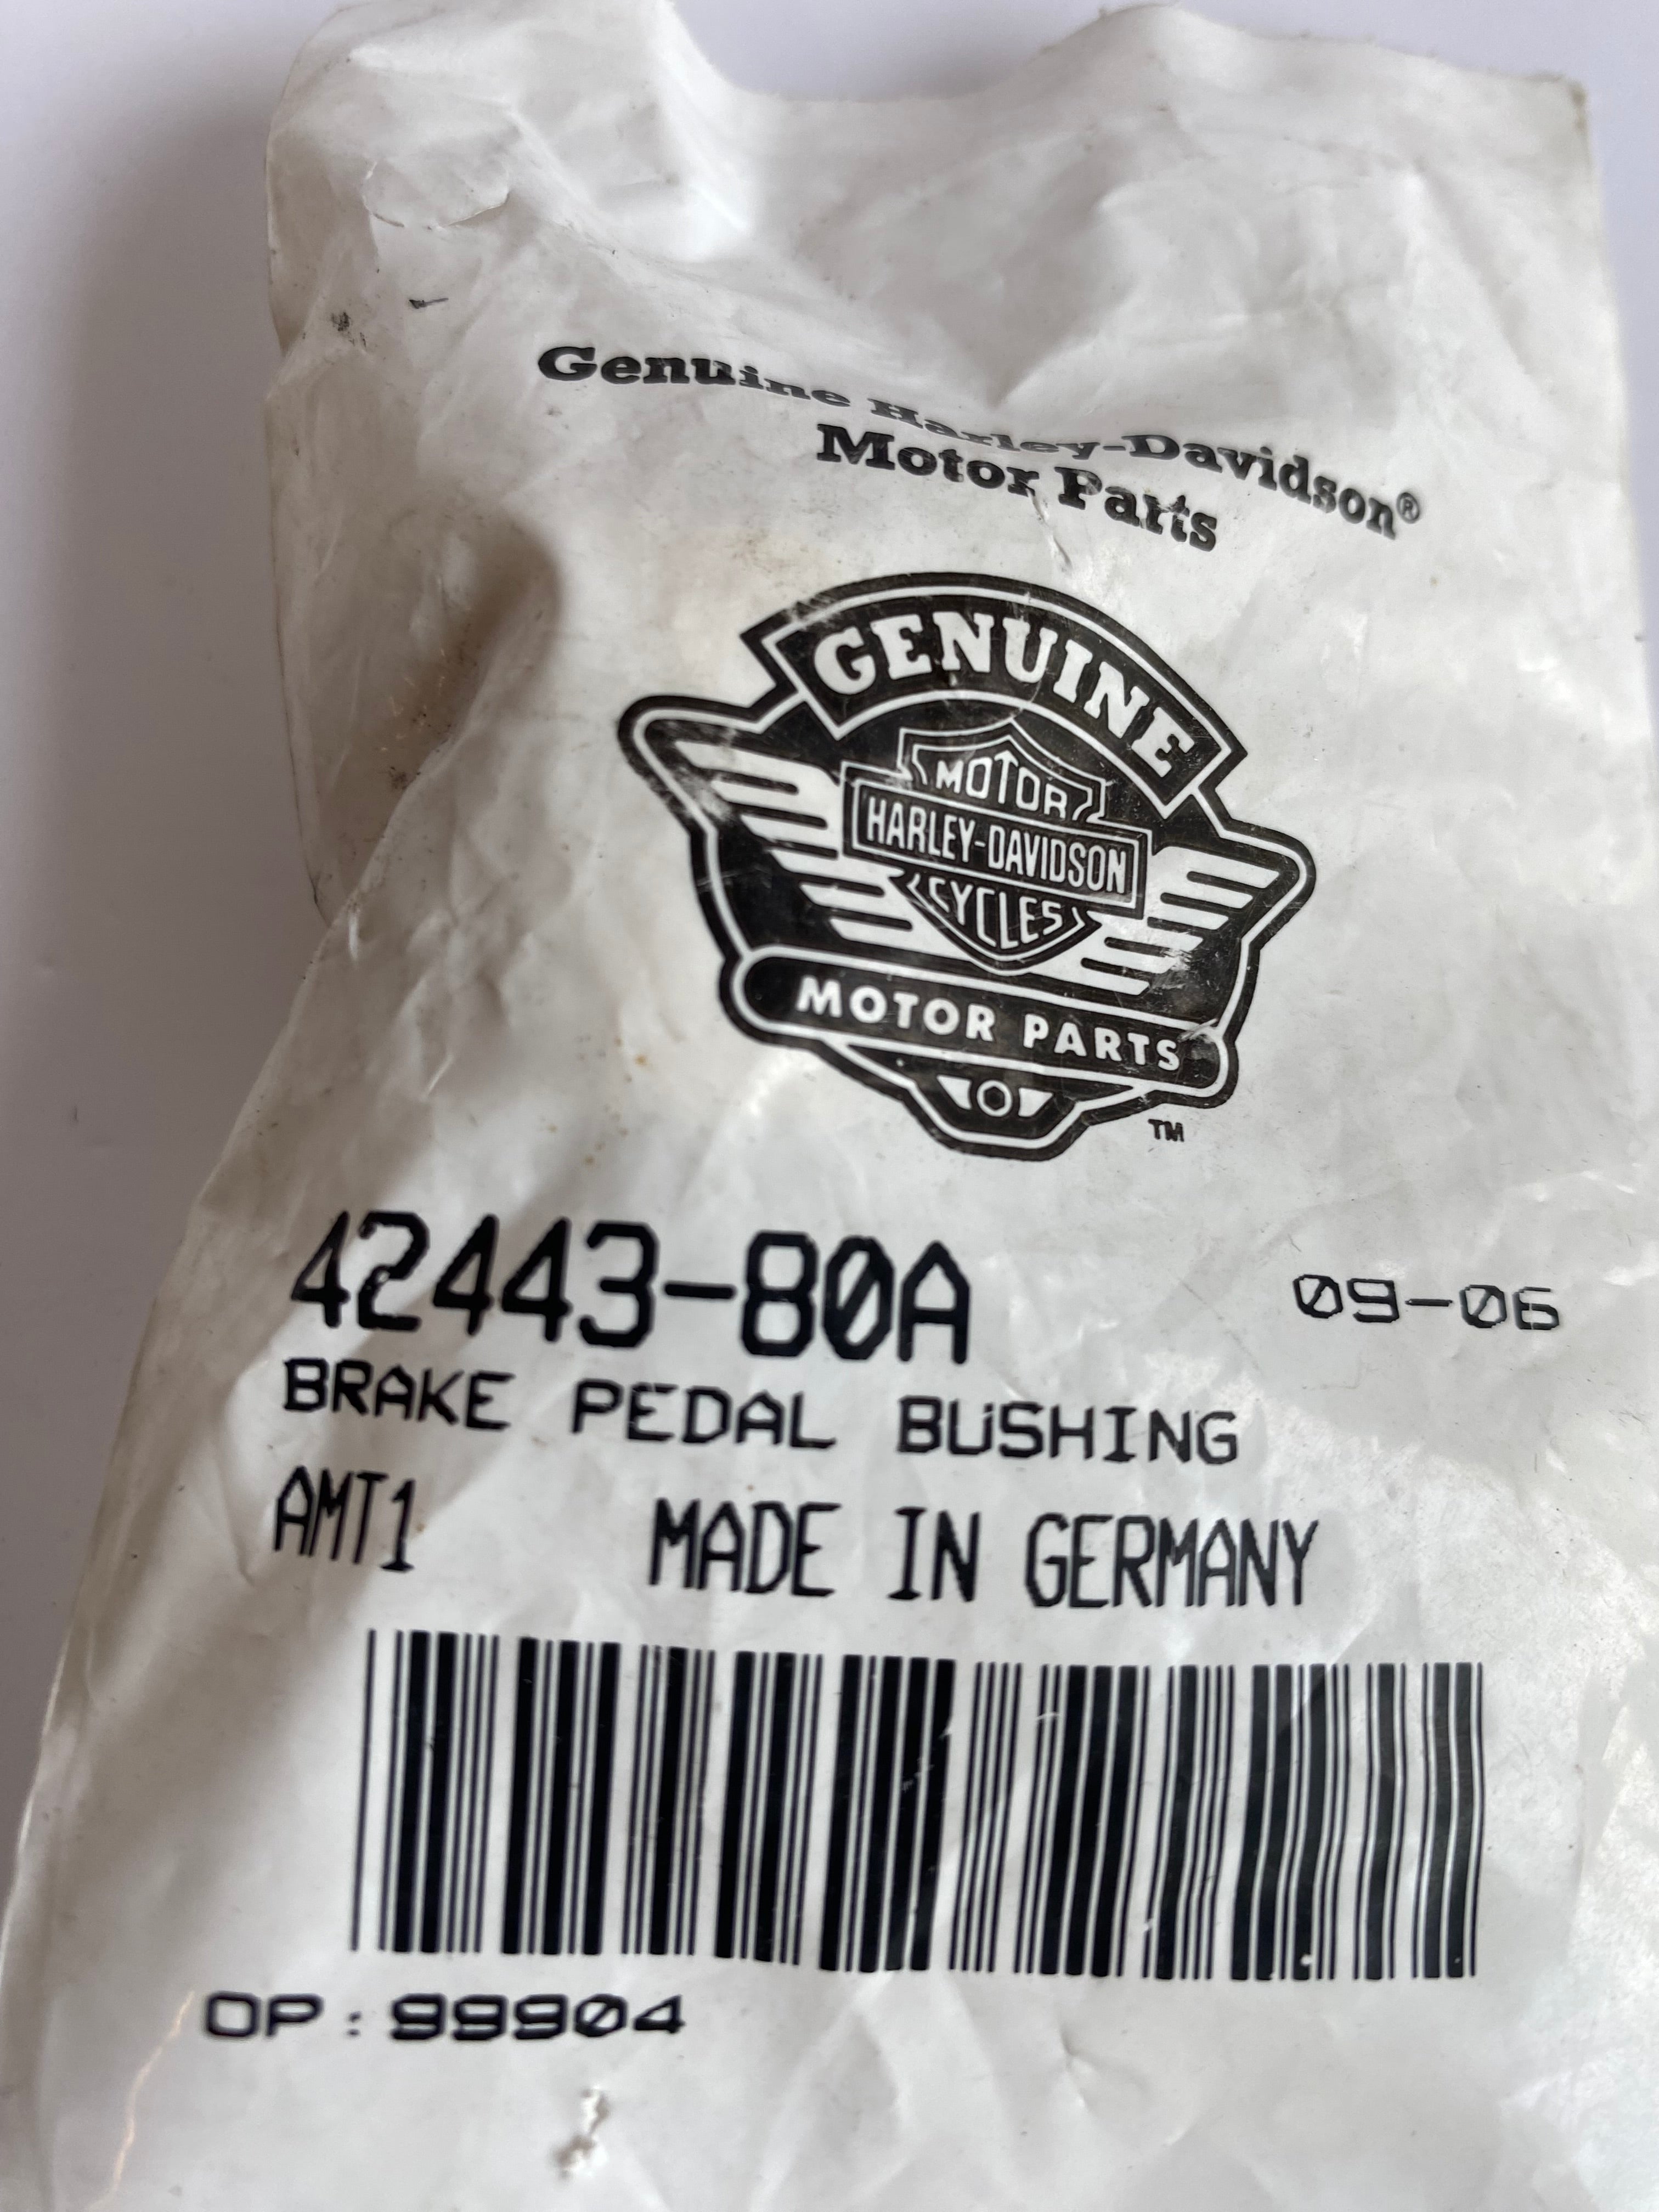 Genuine Harley-Davidson®
Motor Parts
GENUINE
MOTOR
HARLEY-DAVIDSON
CYCLES
MOTOR PARTS
TM
42443-80A 09-06
BRAKE PEDAL BUSHING
AMT1 MADE IN GERMANY
OP: 99904